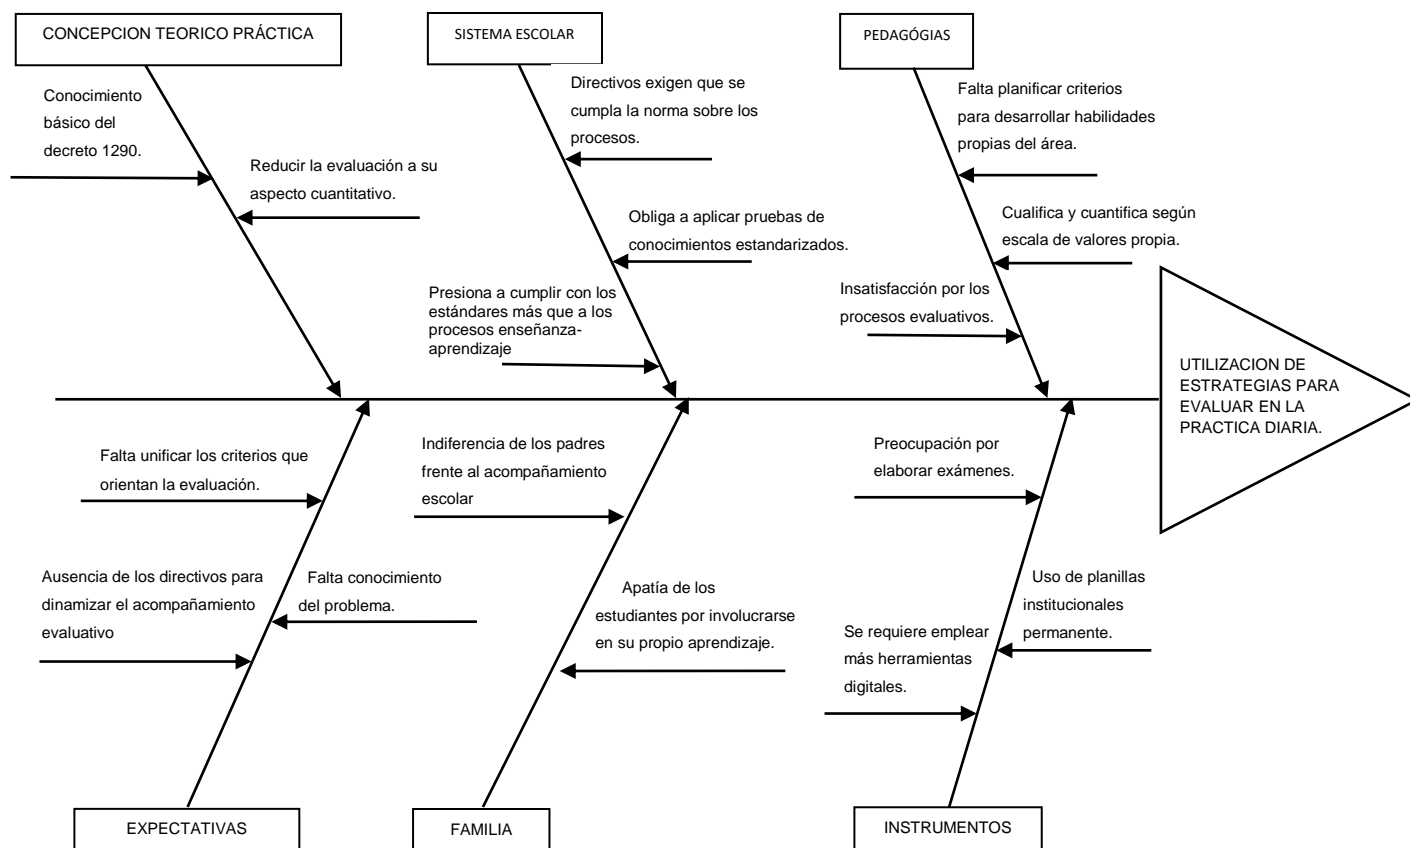 CONCEPCION TEORICO PRÁCTICA
SISTEMA ESCOLAR
PEDAGÓGIAS
Conocimiento
básico del
decreto 1290.
Reducir la evaluación a su
aspecto cuantitativo.
Directivos exigen que se
cumpla la norma sobre los
procesos.
Obliga a aplicar pruebas de
conocimientos estandarizados.
Presiona a cumplir con los
estándares más que a los
procesos enseñanza-
aprendizaje
Falta planificar criterios
para desarrollar habilidades
propias del área.
Cualifica y cuantifica según
escala de valores propia.
Insatisfacción por los
procesos evaluativos.
UTILIZACION DE
ESTRATEGIAS PARA
EVALUAR EN LA
PRACTICA DIARIA.
Falta unificar los criterios que
orientan la evaluación.
Ausencia de los directivos para
dinamizar el acompañamiento
evaluativo
Falta conocimiento
del problema.
Indiferencia de los padres
frente al acompañamiento
escolar
Apatía de los
estudiantes por involucrarse
en su propio aprendizaje.
Preocupación por
elaborar exámenes.
Uso de planillas
institucionales
permanente.
Se requiere emplear
más herramientas
digitales.
EXPECTATIVAS
FAMILIA
INSTRUMENTOS